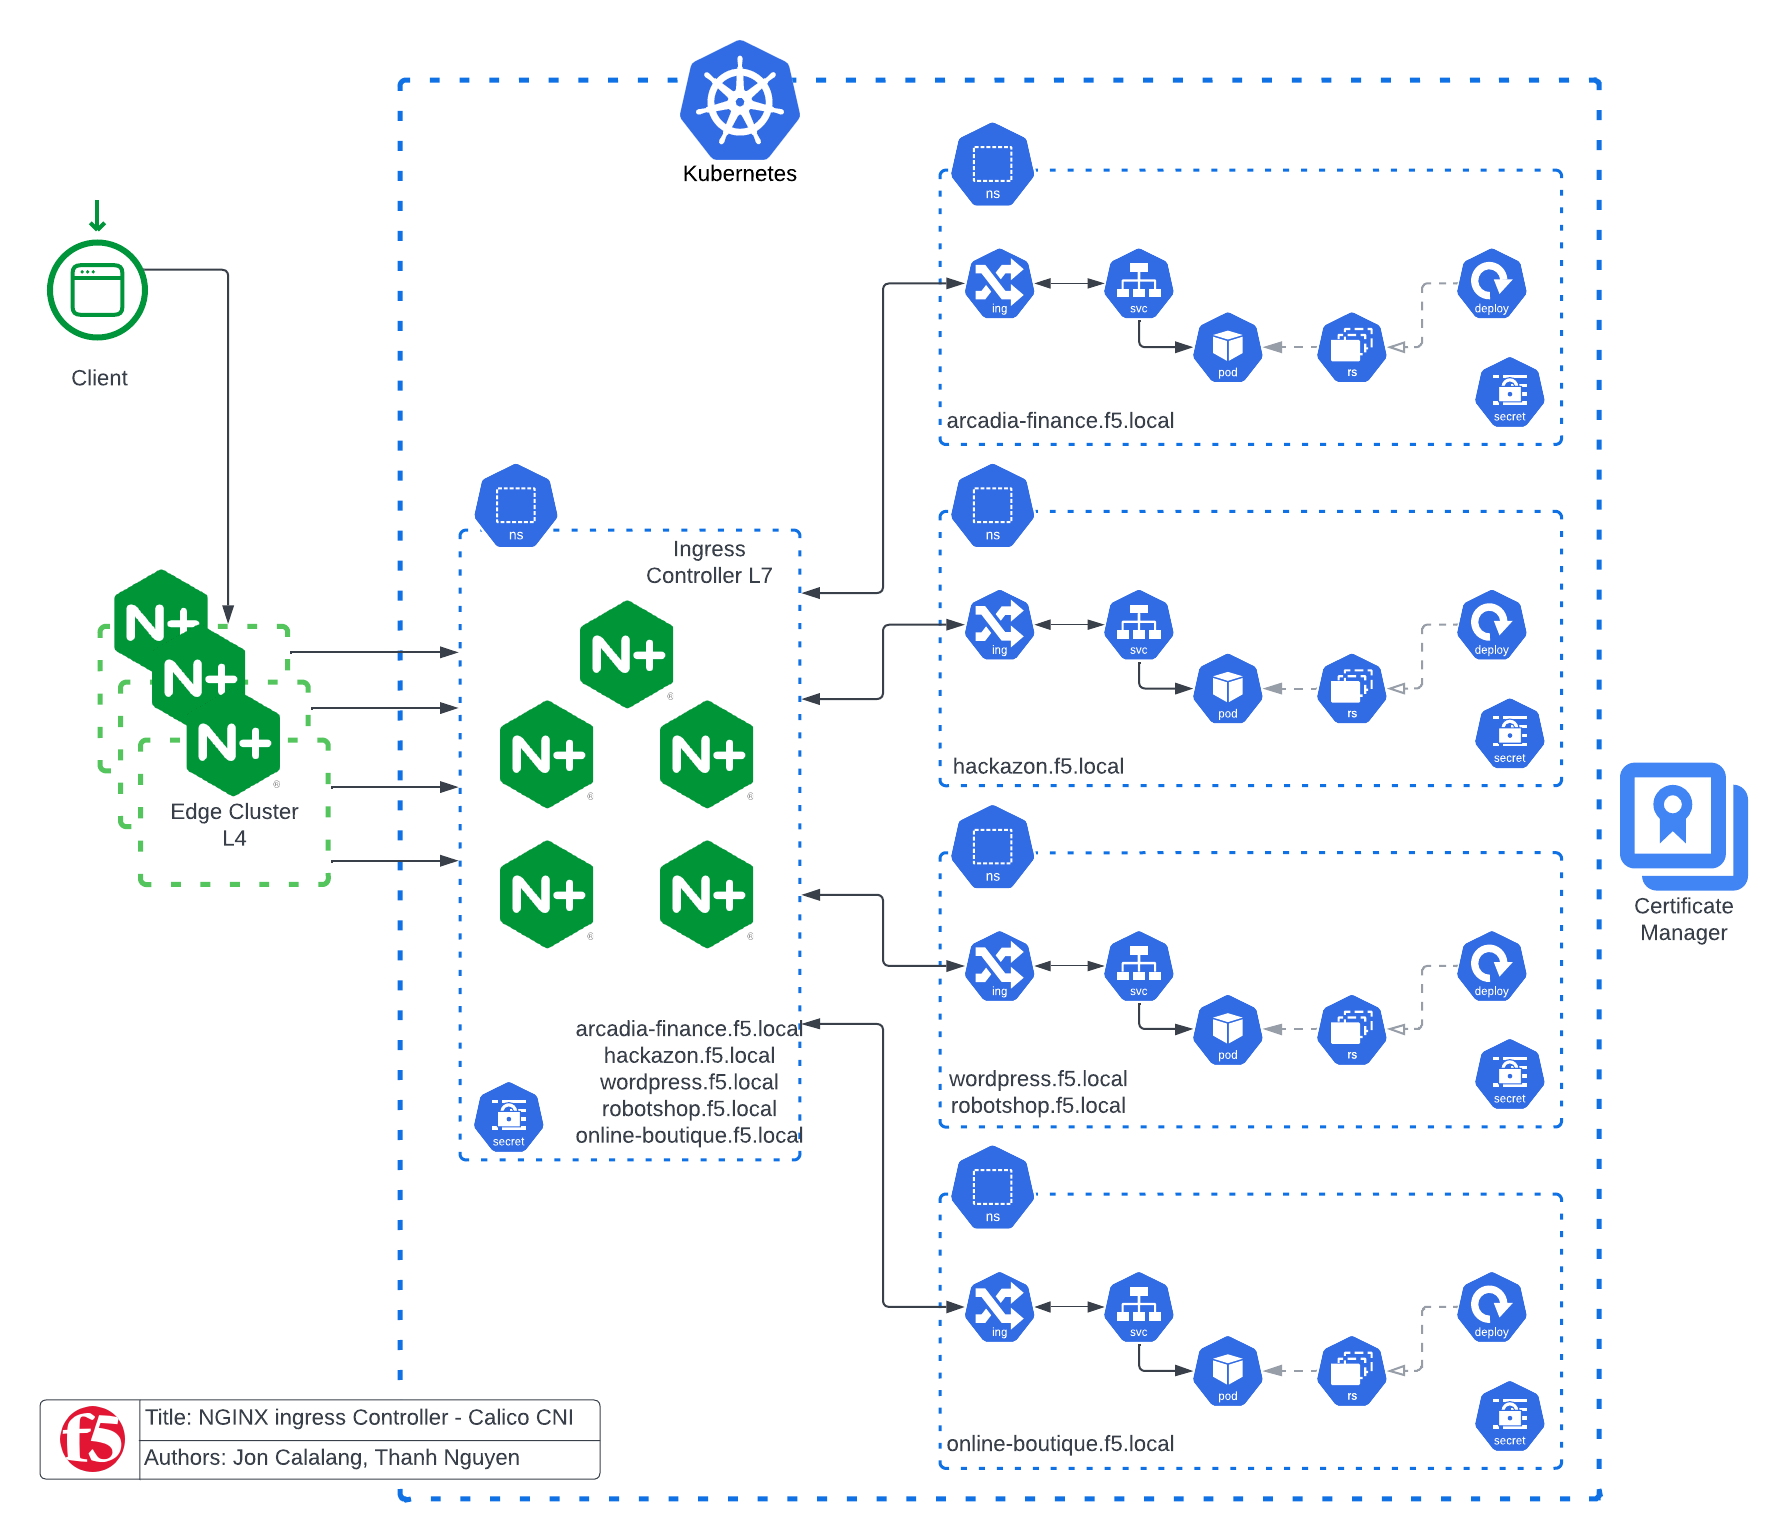 Kubernetes
Client
ns
ing
svc
pod
rs
deploy
secret
arcadia-finance.f5.local
ns
Ingress
Controller L7
N+
N+
N+
®
Edge Cluster
L4
N+
®
N+
®
N+
®
N+
®
N+
®
arcadia-finance.f5.local
hackazon.f5.local
wordpress.f5.local
robotshop.f5.local
online-boutique.f5.local
secret
ns
ing
svc
pod
rs
deploy
secret
hackazon.f5.local
ns
ing
svc
pod
rs
deploy
secret
wordpress.f5.local
robotshop.f5.local
Certificate
Manager
ns
ing
svc
pod
rs
deploy
secret
online-boutique.f5.local
f5
Title: NGINX ingress Controller - Calico CNI
Authors: Jon Calalang, Thanh Nguyen